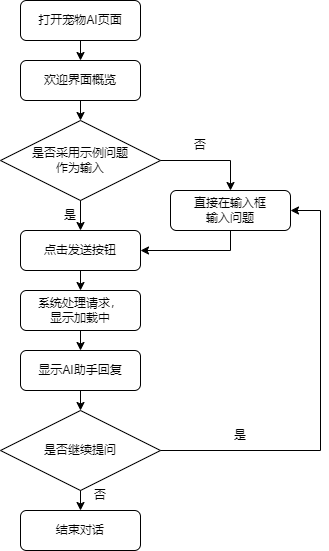 打开宠物AI页面
欢迎界面概览
是否采用示例问题
作为输入
否
直接在输入框
输入问题
是
点击发送按钮
系统处理请求，
显示加载中
显示AI助手回复
是否继续提问
是
否
结束对话